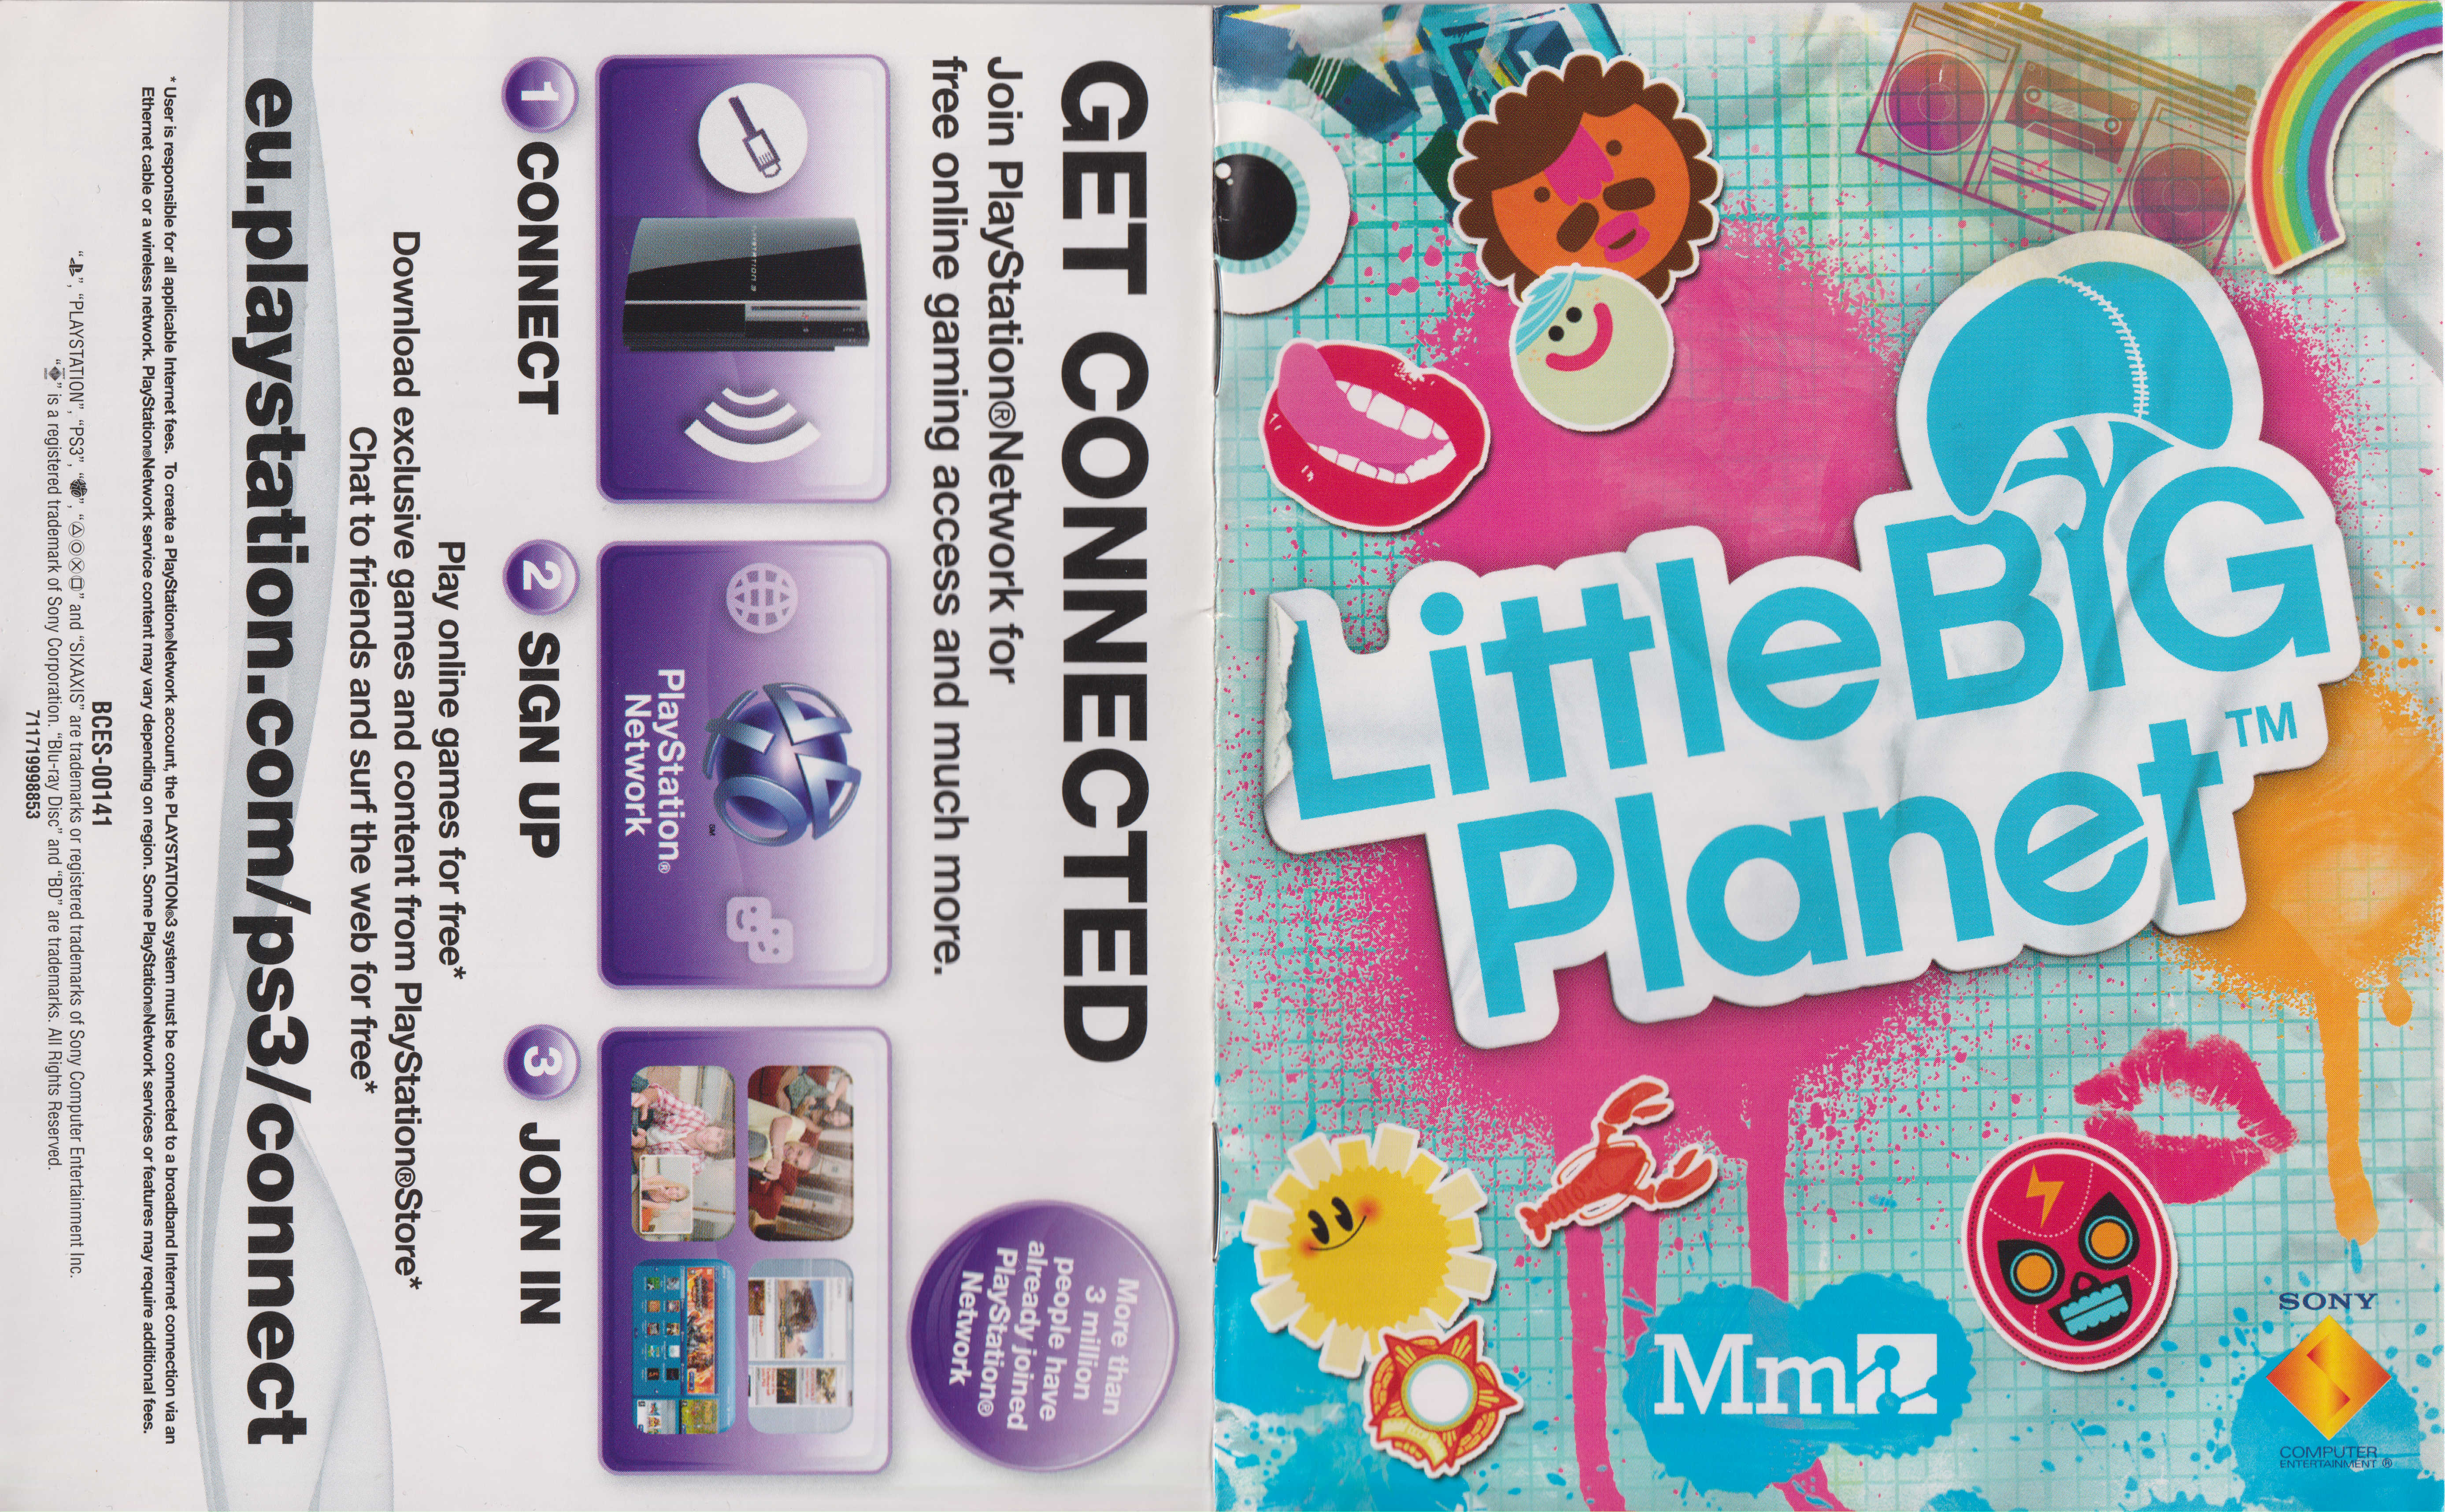 GET CONNECTED
Join PlayStation®Network for
free online gaming access and much more.
More than
3 million
people have
already joined
PlayStation®
Network
PLAYSTATION 3
PlayStation®
Network
SM
1 CONNECT
2 SIGN UP
3 JOIN IN
Play online games for free*
Download exclusive games and content from PlayStation®Store*
Chat to friends and surf the web for free*
eu.playstation.com/ps3/connect
* User is responsible for all applicable Internet fees. To create a PlayStation®Network account, the PLAYSTATION®3 system must be connected to a broadband Internet connection via an
Ethernet cable or a wireless network. PlayStation®Network service content may vary depending on region. Some PlayStation®Network services or features may require additional fees.
BCES-00141
“ ”, “PLAYSTATION”, “PS3”, “ ”, “△○✕□” and “SIXAXIS” are trademarks or registered trademarks of Sony Computer Entertainment Inc.
“ ” is a registered trademark of Sony Corporation. “Blu-ray Disc” and “BD” are trademarks. All Rights Reserved.
711719998853
LittleBIG
Planet™
Mm
SONY
COMPUTER
ENTERTAINMENT ®